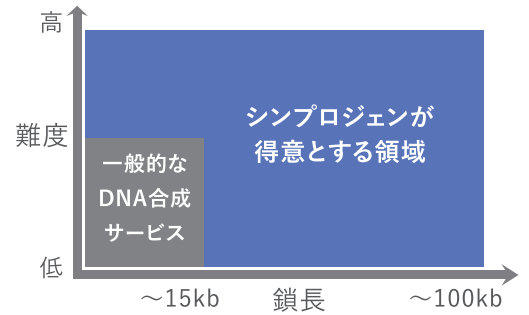 高
難度
低
シンプロジェンが
得意とする領域
一般的な
DNA合成
サービス
～15kb
鎖長
～100kb